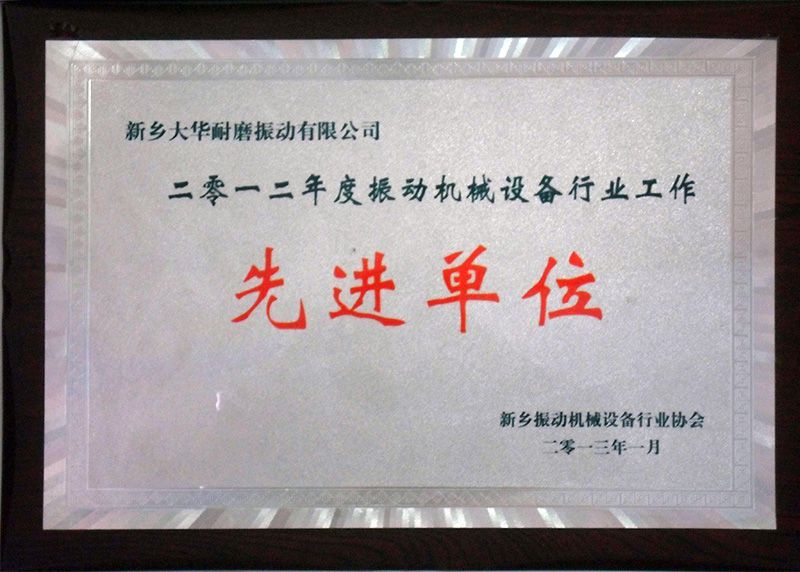 新乡大华耐磨振动有限公司
二零一二年度振动机械设备行业工作
先进单位
新乡振动机械设备行业协会
二零一三年一月